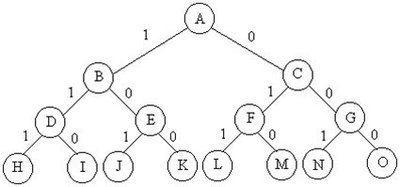 A
1 0
B C
1 0 1 0
D E F G
1 0 1 0 1 0 1 0
H I J K L M N O